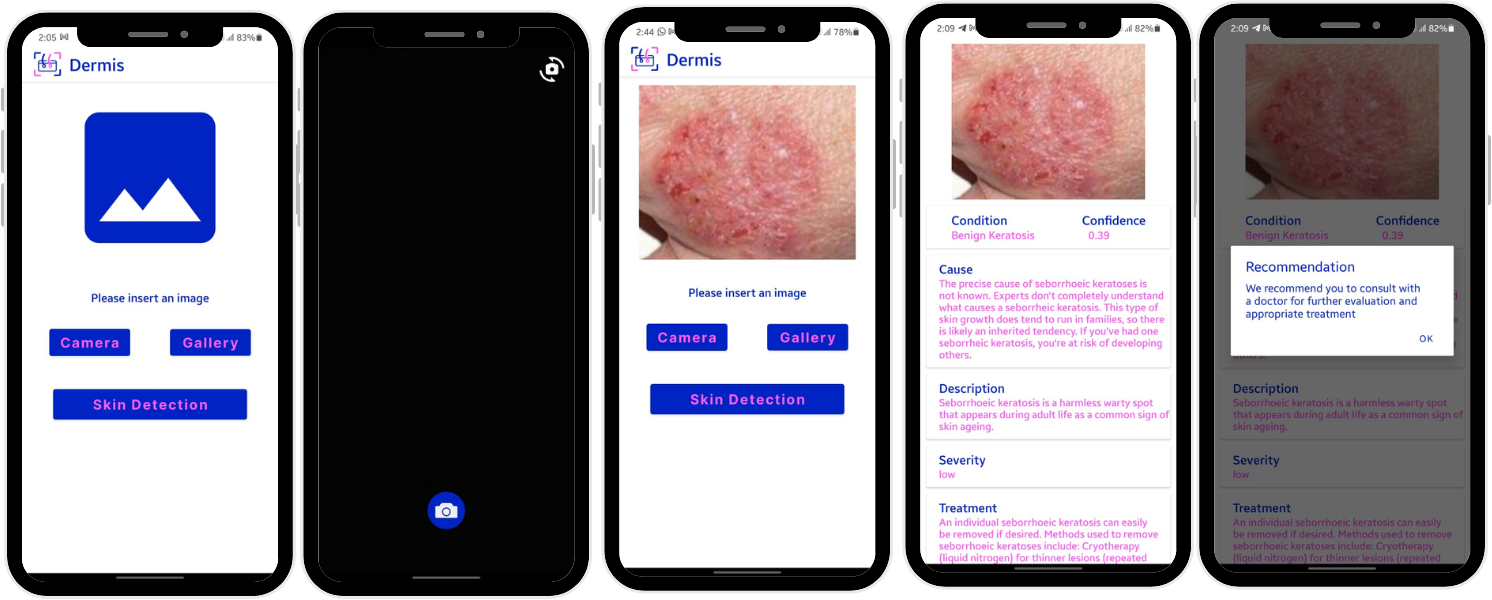 2:05
83%
Dermis
Please insert an image
Camera
Gallery
Skin Detection
2:44
78%
Dermis
Please insert an image
Camera
Gallery
Skin Detection
2:09
82%
Condition
Confidence
Benign Keratosis
0.39
Cause
The precise cause of seborrhoeic keratoses is
not known. Experts don't completely understand
what causes a seborrheic keratosis. This type of
skin growth does tend to run in families, so there
is likely an inherited tendency. If you've had one
seborrheic keratosis, you're at risk of developing
others.
Description
Seborrhoeic keratosis is a harmless warty spot
that appears during adult life as a common sign of
skin ageing.
Severity
low
Treatment
An individual seborrhoeic keratosis can easily
be removed if desired. Methods used to remove
seborrhoeic keratoses include: Cryotherapy
(liquid nitrogen) for thinner lesions (repeated
2:09
82%
Condition
Confidence
Benign Keratosis
0.39
Recommendation
We recommend you to consult with
a doctor for further evaluation and
appropriate treatment
OK
others.
Description
Seborrhoeic keratosis is a harmless warty spot
that appears during adult life as a common sign of
skin ageing.
Severity
low
Treatment
An individual seborrhoeic keratosis can easily
be removed if desired. Methods used to remove
seborrhoeic keratoses include: Cryotherapy
(liquid nitrogen) for thinner lesions (repeated